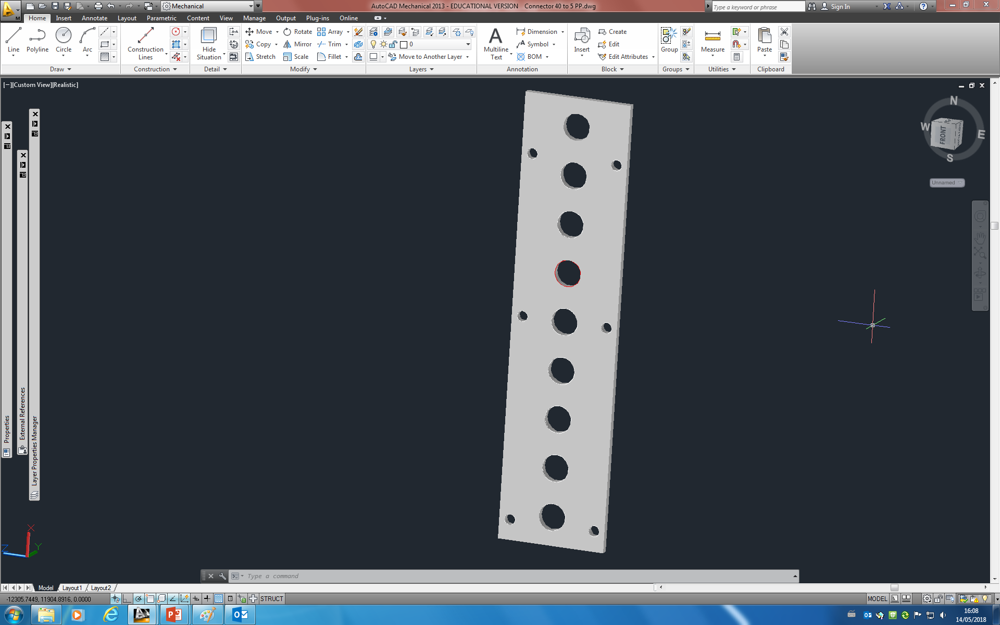 Mechanical
AutoCAD Mechanical 2013 - EDUCATIONAL VERSION Connector 40 to 5 PP.dwg
Type a keyword or phrase
Sign In
M
Home Insert Annotate Layout Parametric Content View Manage Output Plug-ins Online
Line
Polyline
Circle
Arc
Draw
Construction
Lines
Construction
Hide
Situation
Detail
Move Rotate Array
Copy Mirror Trim
Stretch Scale Fillet
Modify
0
Move to Another Layer
Layers
Multiline
Text
Dimension
Symbol
BOM
Annotation
Insert
Create
Edit
Edit Attributes
Block
Group
Groups
Measure
Utilities
Paste
Clipboard
[−][Custom View][Realistic]
N
W
E
S
FRONT
Unnamed
Properties
External References
Layer Properties Manager
X
Y
Z
Type a command
Model Layout1 Layout2
-12305.7449, 11904.8916, 0.0000
STRUCT
MODEL
16:08
14/05/2018